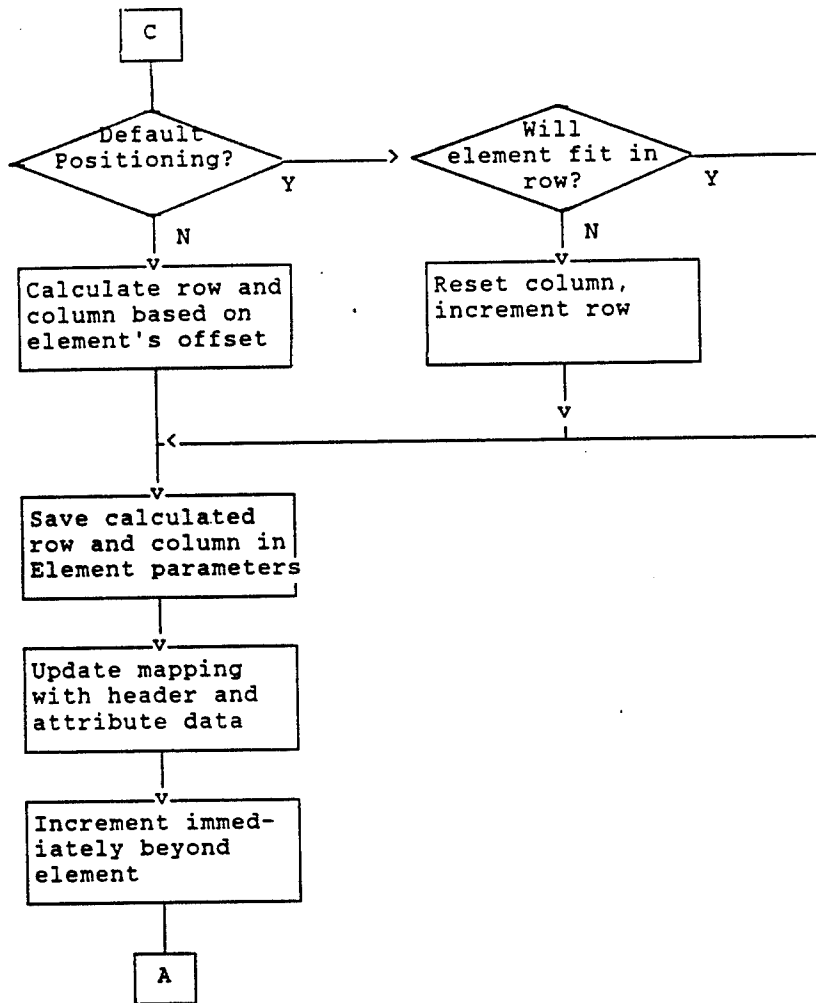 C
Default
Positioning?
Y
N
Will
element fit in
row?
Y
N
Calculate row and
column based on
element's offset
Reset column,
increment row
Save calculated
row and column in
Element parameters
Update mapping
with header and
attribute data
Increment immed-
iately beyond
element
A